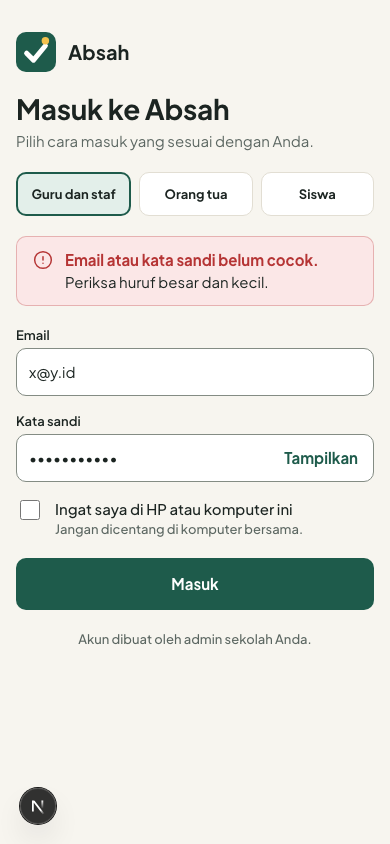 Absah
Masuk ke Absah
Pilih cara masuk yang sesuai dengan Anda.
Guru dan staf
Orang tua
Siswa
Email atau kata sandi belum cocok.
Periksa huruf besar dan kecil.
Email
x@y.id
Kata sandi
•••••••••••
Tampilkan
Ingat saya di HP atau komputer ini
Jangan dicentang di komputer bersama.
Masuk
Akun dibuat oleh admin sekolah Anda.
N